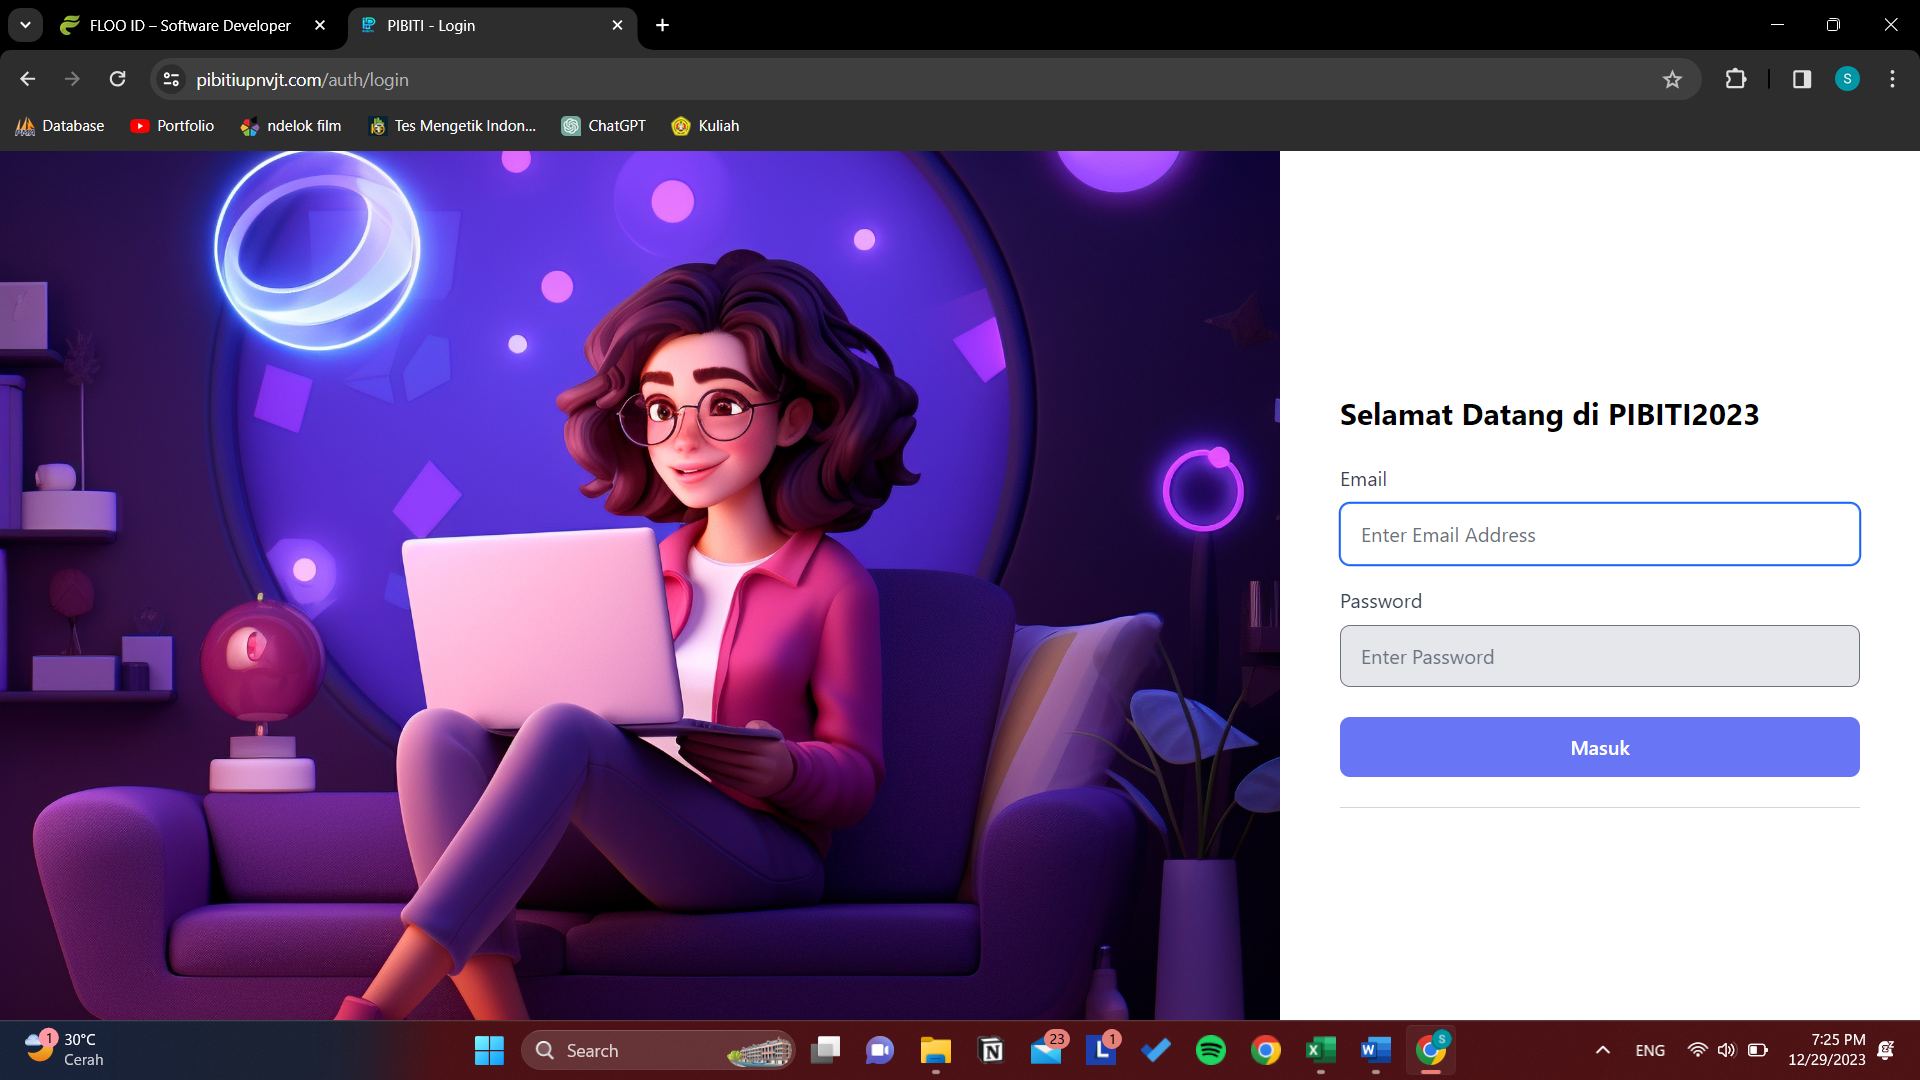 FLOO ID – Software Developer
PIBITI - Login
pibitiupnvjt.com/auth/login
S
Database
Portfolio
ndelok film
Tes Mengetik Indon...
ChatGPT
Kuliah
Selamat Datang di PIBITI2023
Email
Enter Email Address
Password
Enter Password
Masuk
1
30°C
Cerah
Search
23
1
S
ENG
7:25 PM
12/29/2023